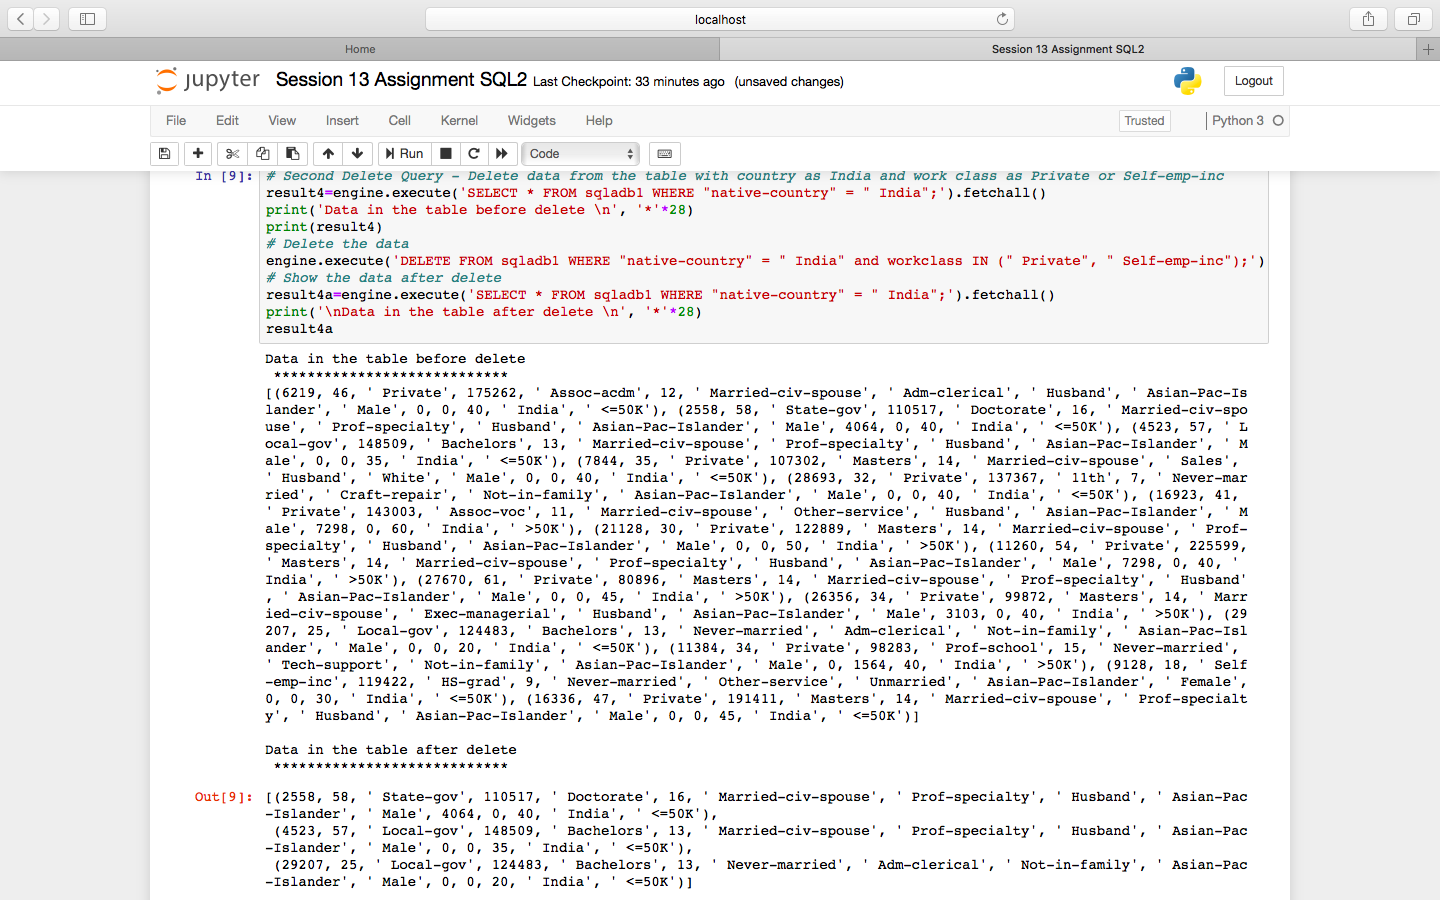 localhost
Home
Session 13 Assignment SQL2
jupyter Session 13 Assignment SQL2 Last Checkpoint: 33 minutes ago (unsaved changes)
Logout
File Edit View Insert Cell Kernel Widgets Help
Trusted
Python 3
Run
Code
In [9]: # Second Delete Query - Delete data from the table with country as India and work class as Private or Self-emp-inc
result4=engine.execute('SELECT * FROM sqladb1 WHERE "native-country" = " India";').fetchall()
print('Data in the table before delete \n', '*'*28)
print(result4)
# Delete the data
engine.execute('DELETE FROM sqladb1 WHERE "native-country" = " India" and workclass IN (" Private", " Self-emp-inc");')
# Show the data after delete
result4a=engine.execute('SELECT * FROM sqladb1 WHERE "native-country" = " India";').fetchall()
print('\nData in the table after delete \n', '*'*28)
result4a
Data in the table before delete
****************************
[(6219, 46, ' Private', 175262, ' Assoc-acdm', 12, ' Married-civ-spouse', ' Adm-clerical', ' Husband', ' Asian-Pac-Is
lander', ' Male', 0, 0, 40, ' India', ' <=50K'), (2558, 58, ' State-gov', 110517, ' Doctorate', 16, ' Married-civ-spo
use', ' Prof-specialty', ' Husband', ' Asian-Pac-Islander', ' Male', 4064, 0, 40, ' India', ' <=50K'), (4523, 57, ' L
ocal-gov', 148509, ' Bachelors', 13, ' Married-civ-spouse', ' Prof-specialty', ' Husband', ' Asian-Pac-Islander', ' M
ale', 0, 0, 35, ' India', ' <=50K'), (7844, 35, ' Private', 107302, ' Masters', 14, ' Married-civ-spouse', ' Sales',
' Husband', ' White', ' Male', 0, 0, 40, ' India', ' <=50K'), (28693, 32, ' Private', 137367, ' 11th', 7, ' Never-mar
ried', ' Craft-repair', ' Not-in-family', ' Asian-Pac-Islander', ' Male', 0, 0, 40, ' India', ' <=50K'), (16923, 41,
' Private', 143003, ' Assoc-voc', 11, ' Married-civ-spouse', ' Other-service', ' Husband', ' Asian-Pac-Islander', ' M
ale', 7298, 0, 60, ' India', ' >50K'), (21128, 30, ' Private', 122889, ' Masters', 14, ' Married-civ-spouse', ' Prof-
specialty', ' Husband', ' Asian-Pac-Islander', ' Male', 0, 0, 50, ' India', ' >50K'), (11260, 54, ' Private', 225599,
' Masters', 14, ' Married-civ-spouse', ' Prof-specialty', ' Husband', ' Asian-Pac-Islander', ' Male', 7298, 0, 40, '
India', ' >50K'), (27670, 61, ' Private', 80896, ' Masters', 14, ' Married-civ-spouse', ' Prof-specialty', ' Husband'
, ' Asian-Pac-Islander', ' Male', 0, 0, 45, ' India', ' >50K'), (26356, 34, ' Private', 99872, ' Masters', 14, ' Marr
ied-civ-spouse', ' Exec-managerial', ' Husband', ' Asian-Pac-Islander', ' Male', 3103, 0, 40, ' India', ' >50K'), (29
207, 25, ' Local-gov', 124483, ' Bachelors', 13, ' Never-married', ' Adm-clerical', ' Not-in-family', ' Asian-Pac-Isl
ander', ' Male', 0, 0, 20, ' India', ' <=50K'), (11384, 34, ' Private', 98283, ' Prof-school', 15, ' Never-married',
' Tech-support', ' Not-in-family', ' Asian-Pac-Islander', ' Male', 0, 1564, 40, ' India', ' >50K'), (9128, 18, ' Self
-emp-inc', 119422, ' HS-grad', 9, ' Never-married', ' Other-service', ' Unmarried', ' Asian-Pac-Islander', ' Female',
0, 0, 30, ' India', ' <=50K'), (16336, 47, ' Private', 191411, ' Masters', 14, ' Married-civ-spouse', ' Prof-specialt
y', ' Husband', ' Asian-Pac-Islander', ' Male', 0, 0, 45, ' India', ' <=50K')]
Data in the table after delete
****************************
Out[9]: [(2558, 58, ' State-gov', 110517, ' Doctorate', 16, ' Married-civ-spouse', ' Prof-specialty', ' Husband', ' Asian-Pac
-Islander', ' Male', 4064, 0, 40, ' India', ' <=50K'),
(4523, 57, ' Local-gov', 148509, ' Bachelors', 13, ' Married-civ-spouse', ' Prof-specialty', ' Husband', ' Asian-Pac
-Islander', ' Male', 0, 0, 35, ' India', ' <=50K'),
(29207, 25, ' Local-gov', 124483, ' Bachelors', 13, ' Never-married', ' Adm-clerical', ' Not-in-family', ' Asian-Pac
-Islander', ' Male', 0, 0, 20, ' India', ' <=50K')]